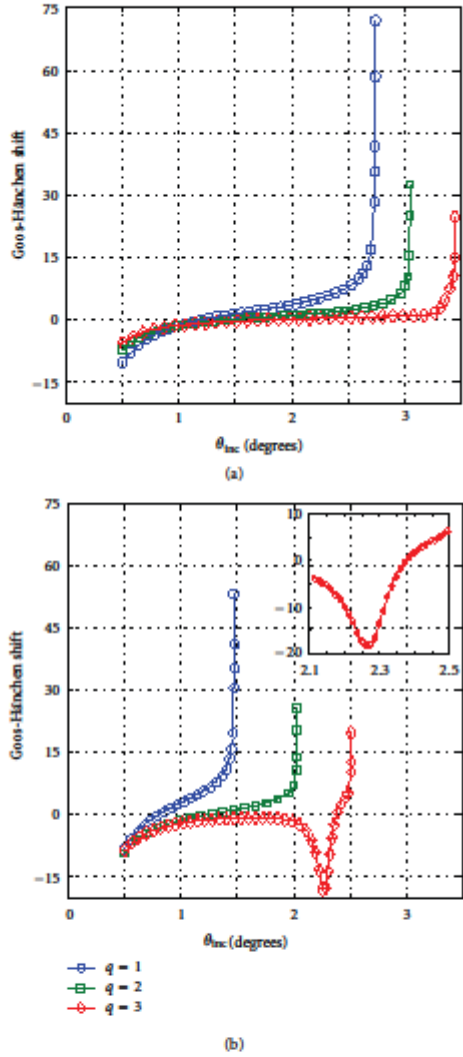 75
60
45
30
15
0
−15
Goos-Hänchen shift
0 1 2 3
θinc (degrees)
(a)
75
60
45
30
15
0
−15
Goos-Hänchen shift
10
0
−10
−20
2.1 2.3 2.5
0 1 2 3
θinc (degrees)
q = 1
q = 2
q = 3
(b)